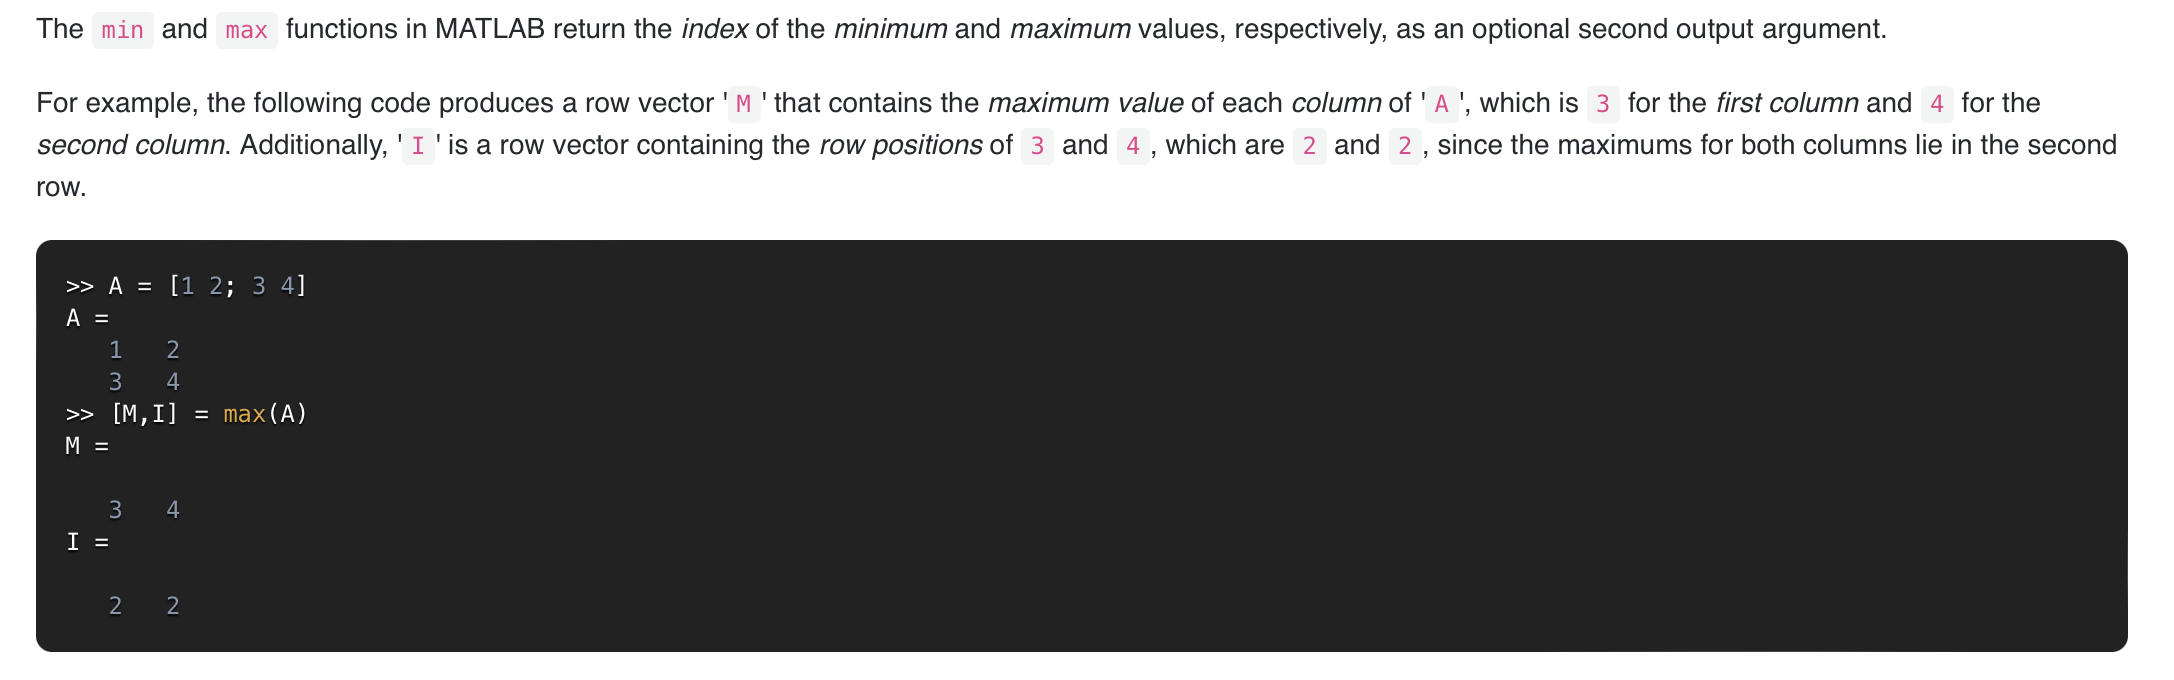 The min and max functions in MATLAB return the index of the minimum and maximum values, respectively, as an optional second output argument.
For example, the following code produces a row vector 'M' that contains the maximum value of each column of 'A', which is 3 for the first column and 4 for the
second column. Additionally, 'I' is a row vector containing the row positions of 3 and 4, which are 2 and 2, since the maximums for both columns lie in the second
row.
>> A = [1 2; 3 4]
A =
1 2
3 4
>> [M,I] = max(A)
M =
3 4
I =
2 2